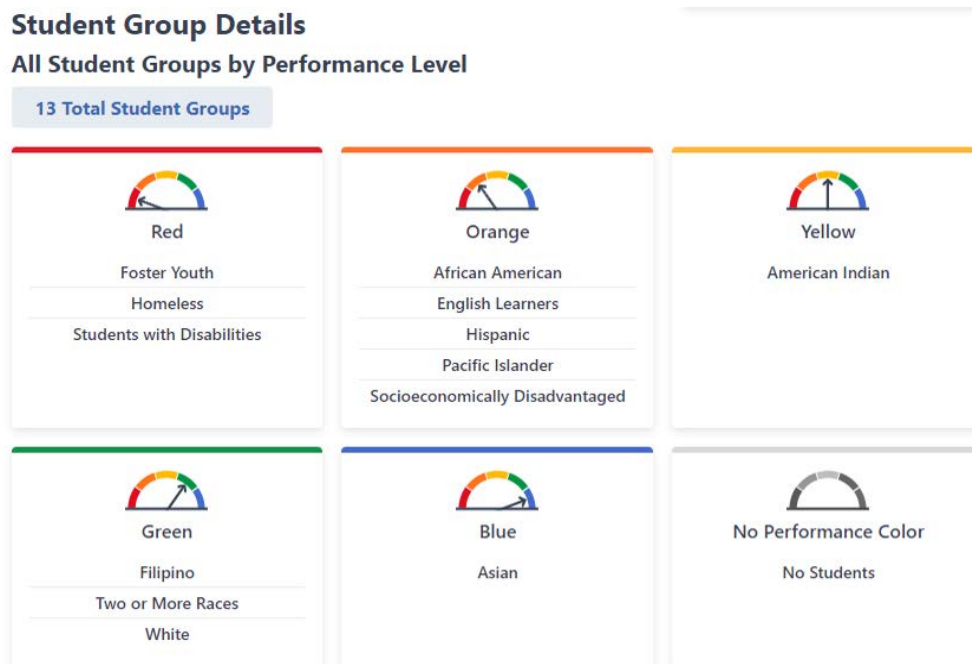 Student Group Details
All Student Groups by Performance Level
13 Total Student Groups
Red
Foster Youth
Homeless
Students with Disabilities
Orange
African American
English Learners
Hispanic
Pacific Islander
Socioeconomically Disadvantaged
Yellow
American Indian
Green
Filipino
Two or More Races
White
Blue
Asian
No Performance Color
No Students